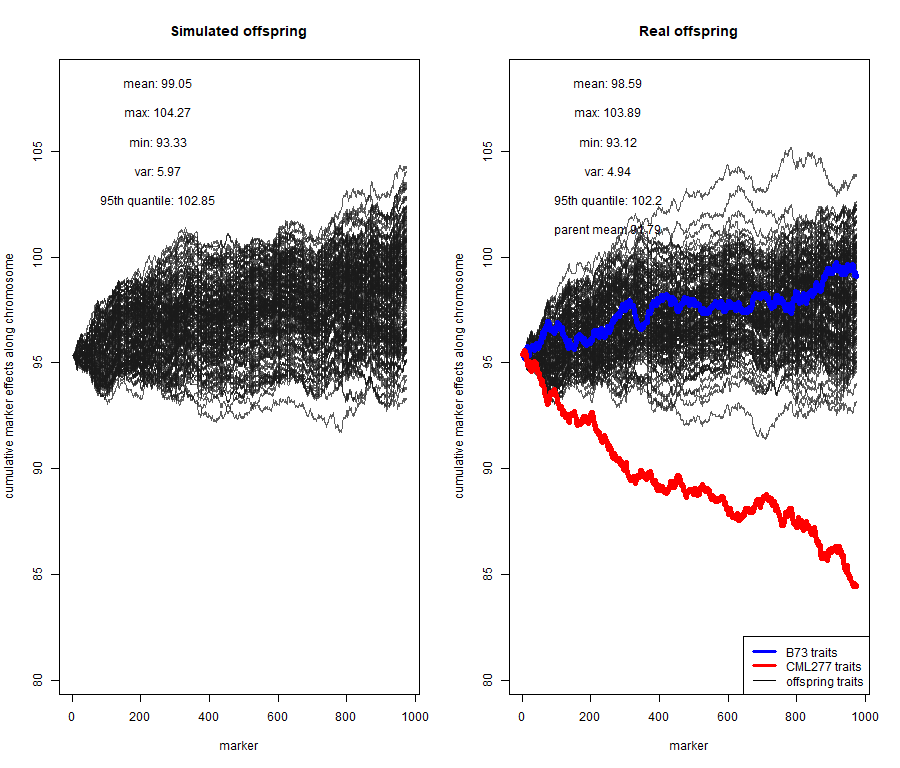 Simulated offspring
mean: 99.05
max: 104.27
min: 93.33
var: 5.97
95th quantile: 102.85
cumulative marker effects along chromosome
80
85
90
95
100
105
0
200
400
600
800
1000
marker
Real offspring
mean: 98.59
max: 103.89
min: 93.12
var: 4.94
95th quantile: 102.2
parent mean
cumulative marker effects along chromosome
80
85
90
95
100
105
0
200
400
600
800
1000
marker
B73 traits
CML277 traits
offspring traits